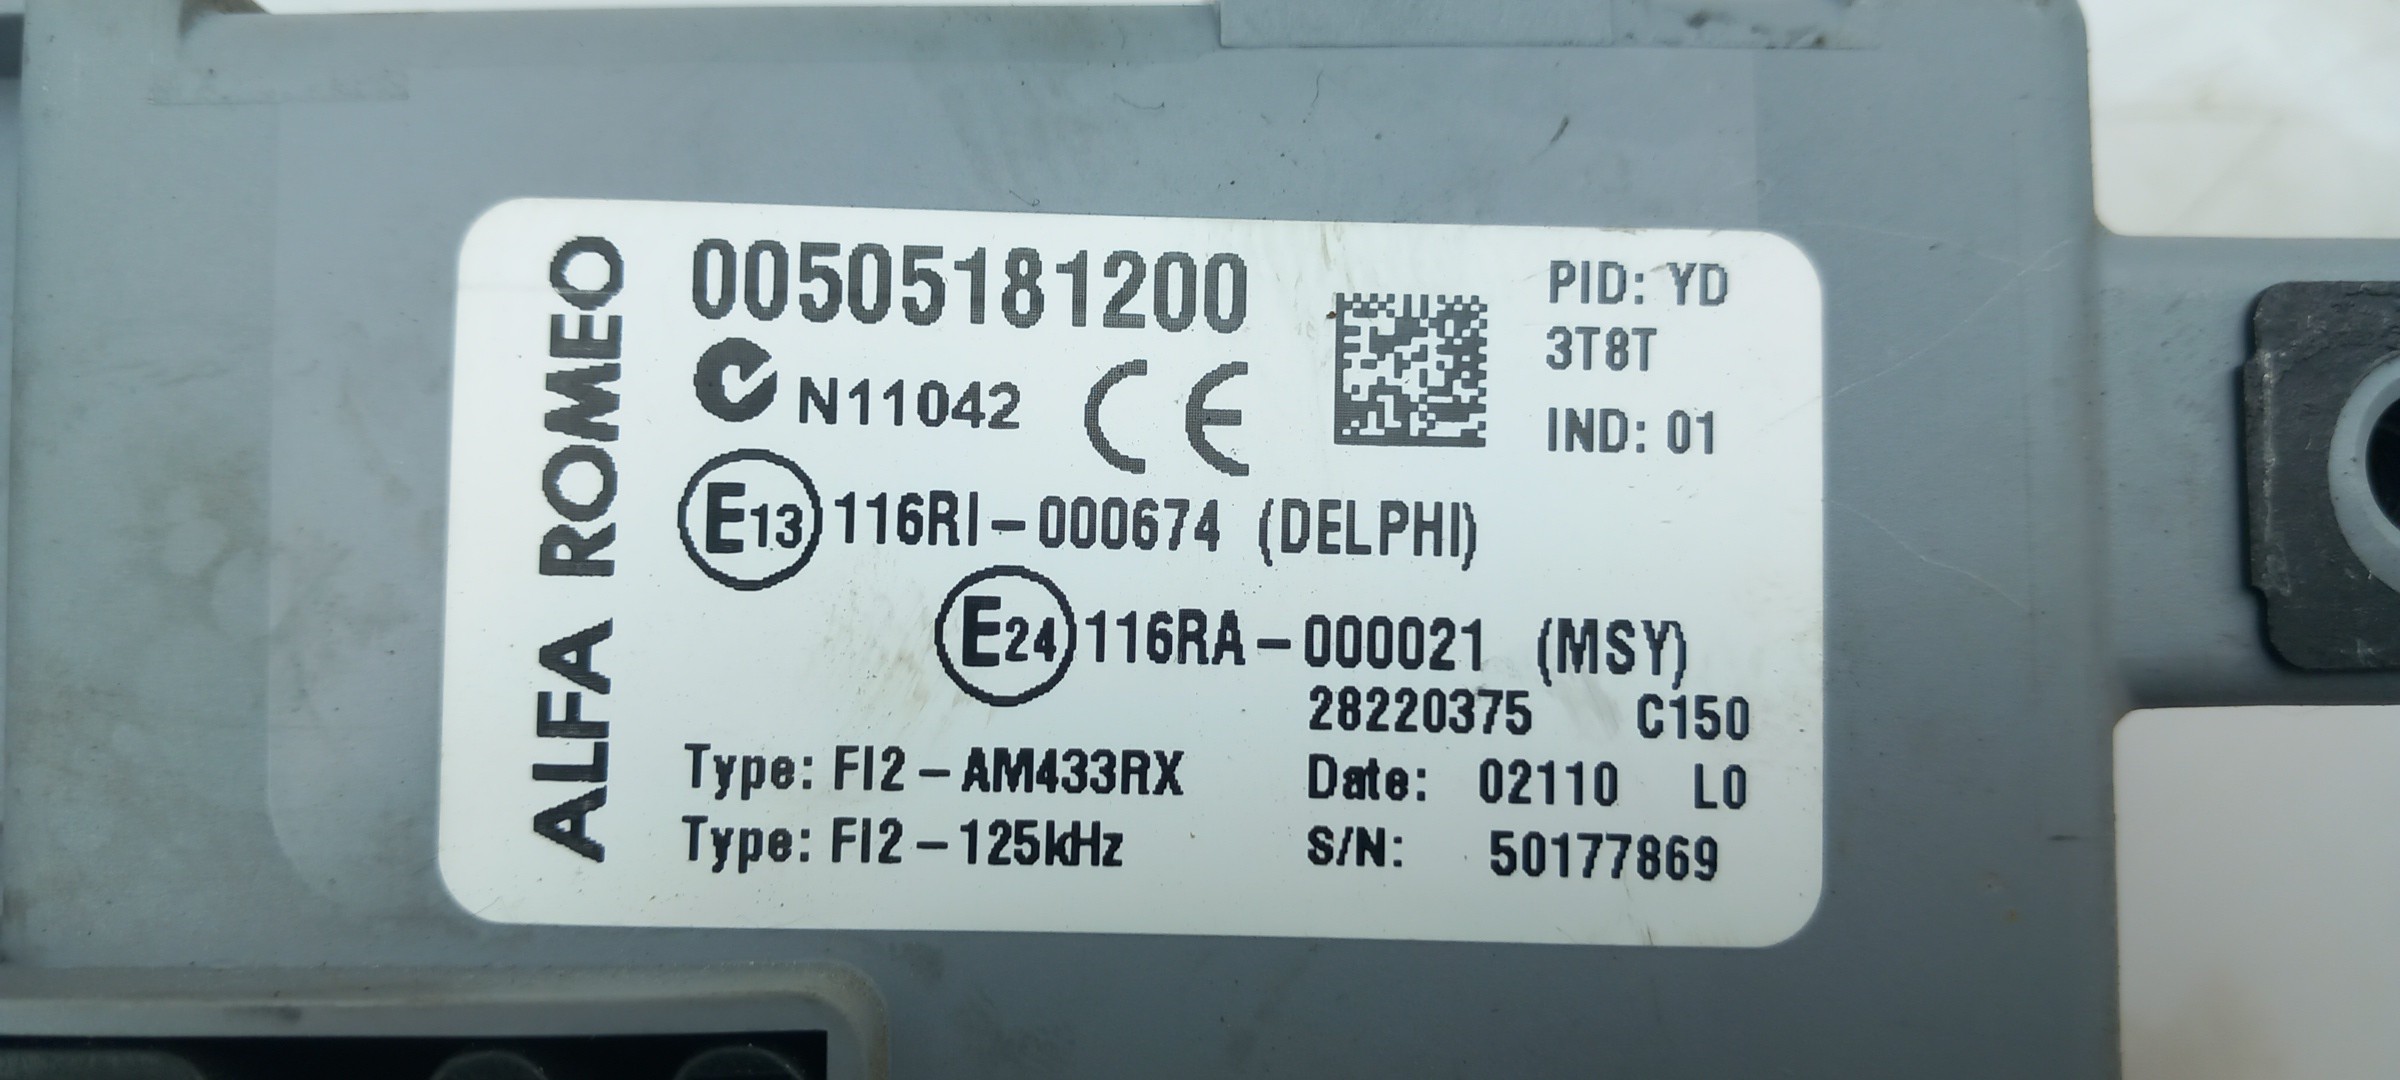 ALFA ROMEO
00505181200
PID: YD
3T8T
N11042 CE
IND: 01
E13 116RI-000674 (DELPHI)
E24 116RA-000021 (MSY)
28220375 C150
Type: FI2-AM433RX
Date: 02110 L0
Type: FI2-125kHz
S/N: 50177869